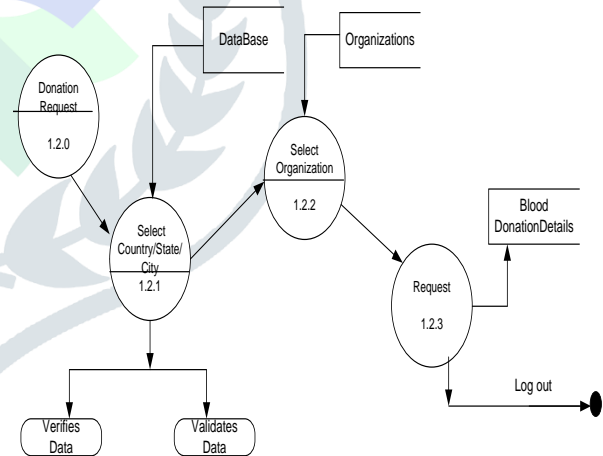 DataBase
Organizations
Donation
Request
1.2.0
Select
Organization
1.2.2
Select
Country/State/
City
1.2.1
Blood
DonationDetails
Request
1.2.3
Log out
Verifies
Data
Validates
Data